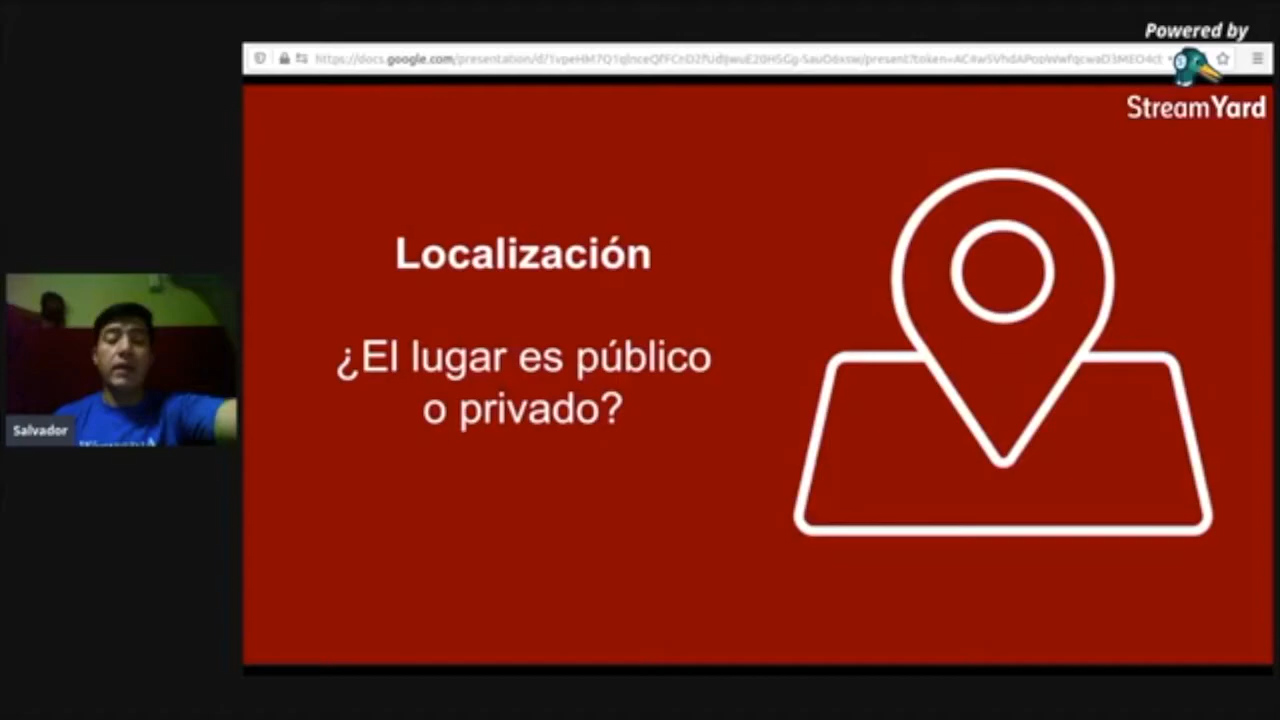 Powered by
StreamYard
Localización
¿El lugar es público
o privado?
Salvador